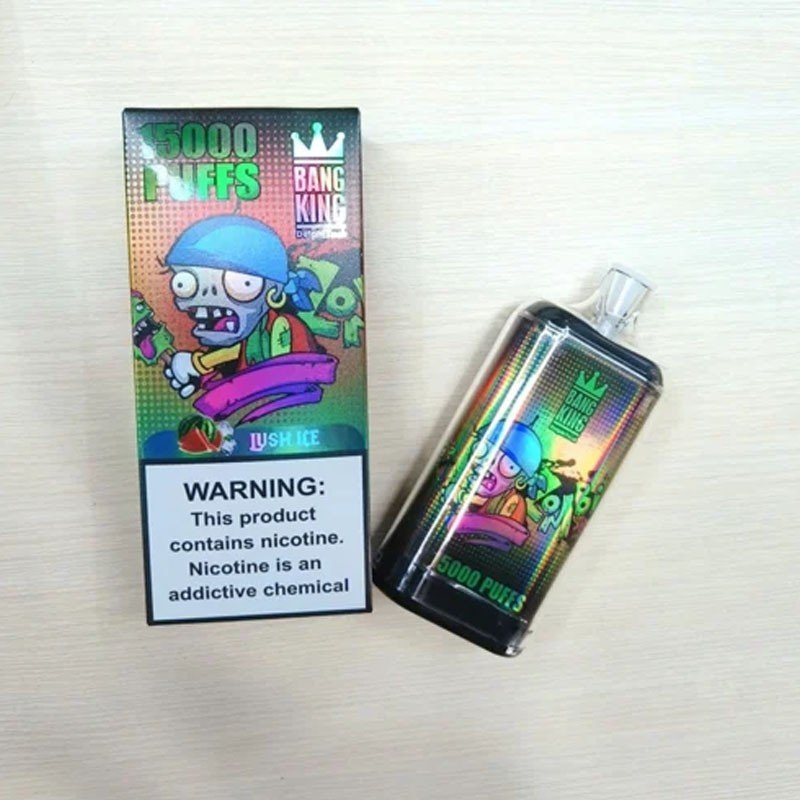 15000
PUFFS
BANG
KING
LUSH ICE
WARNING:
This product
contains nicotine.
Nicotine is an
addictive chemical
BANG
KING
5000 PUFFS